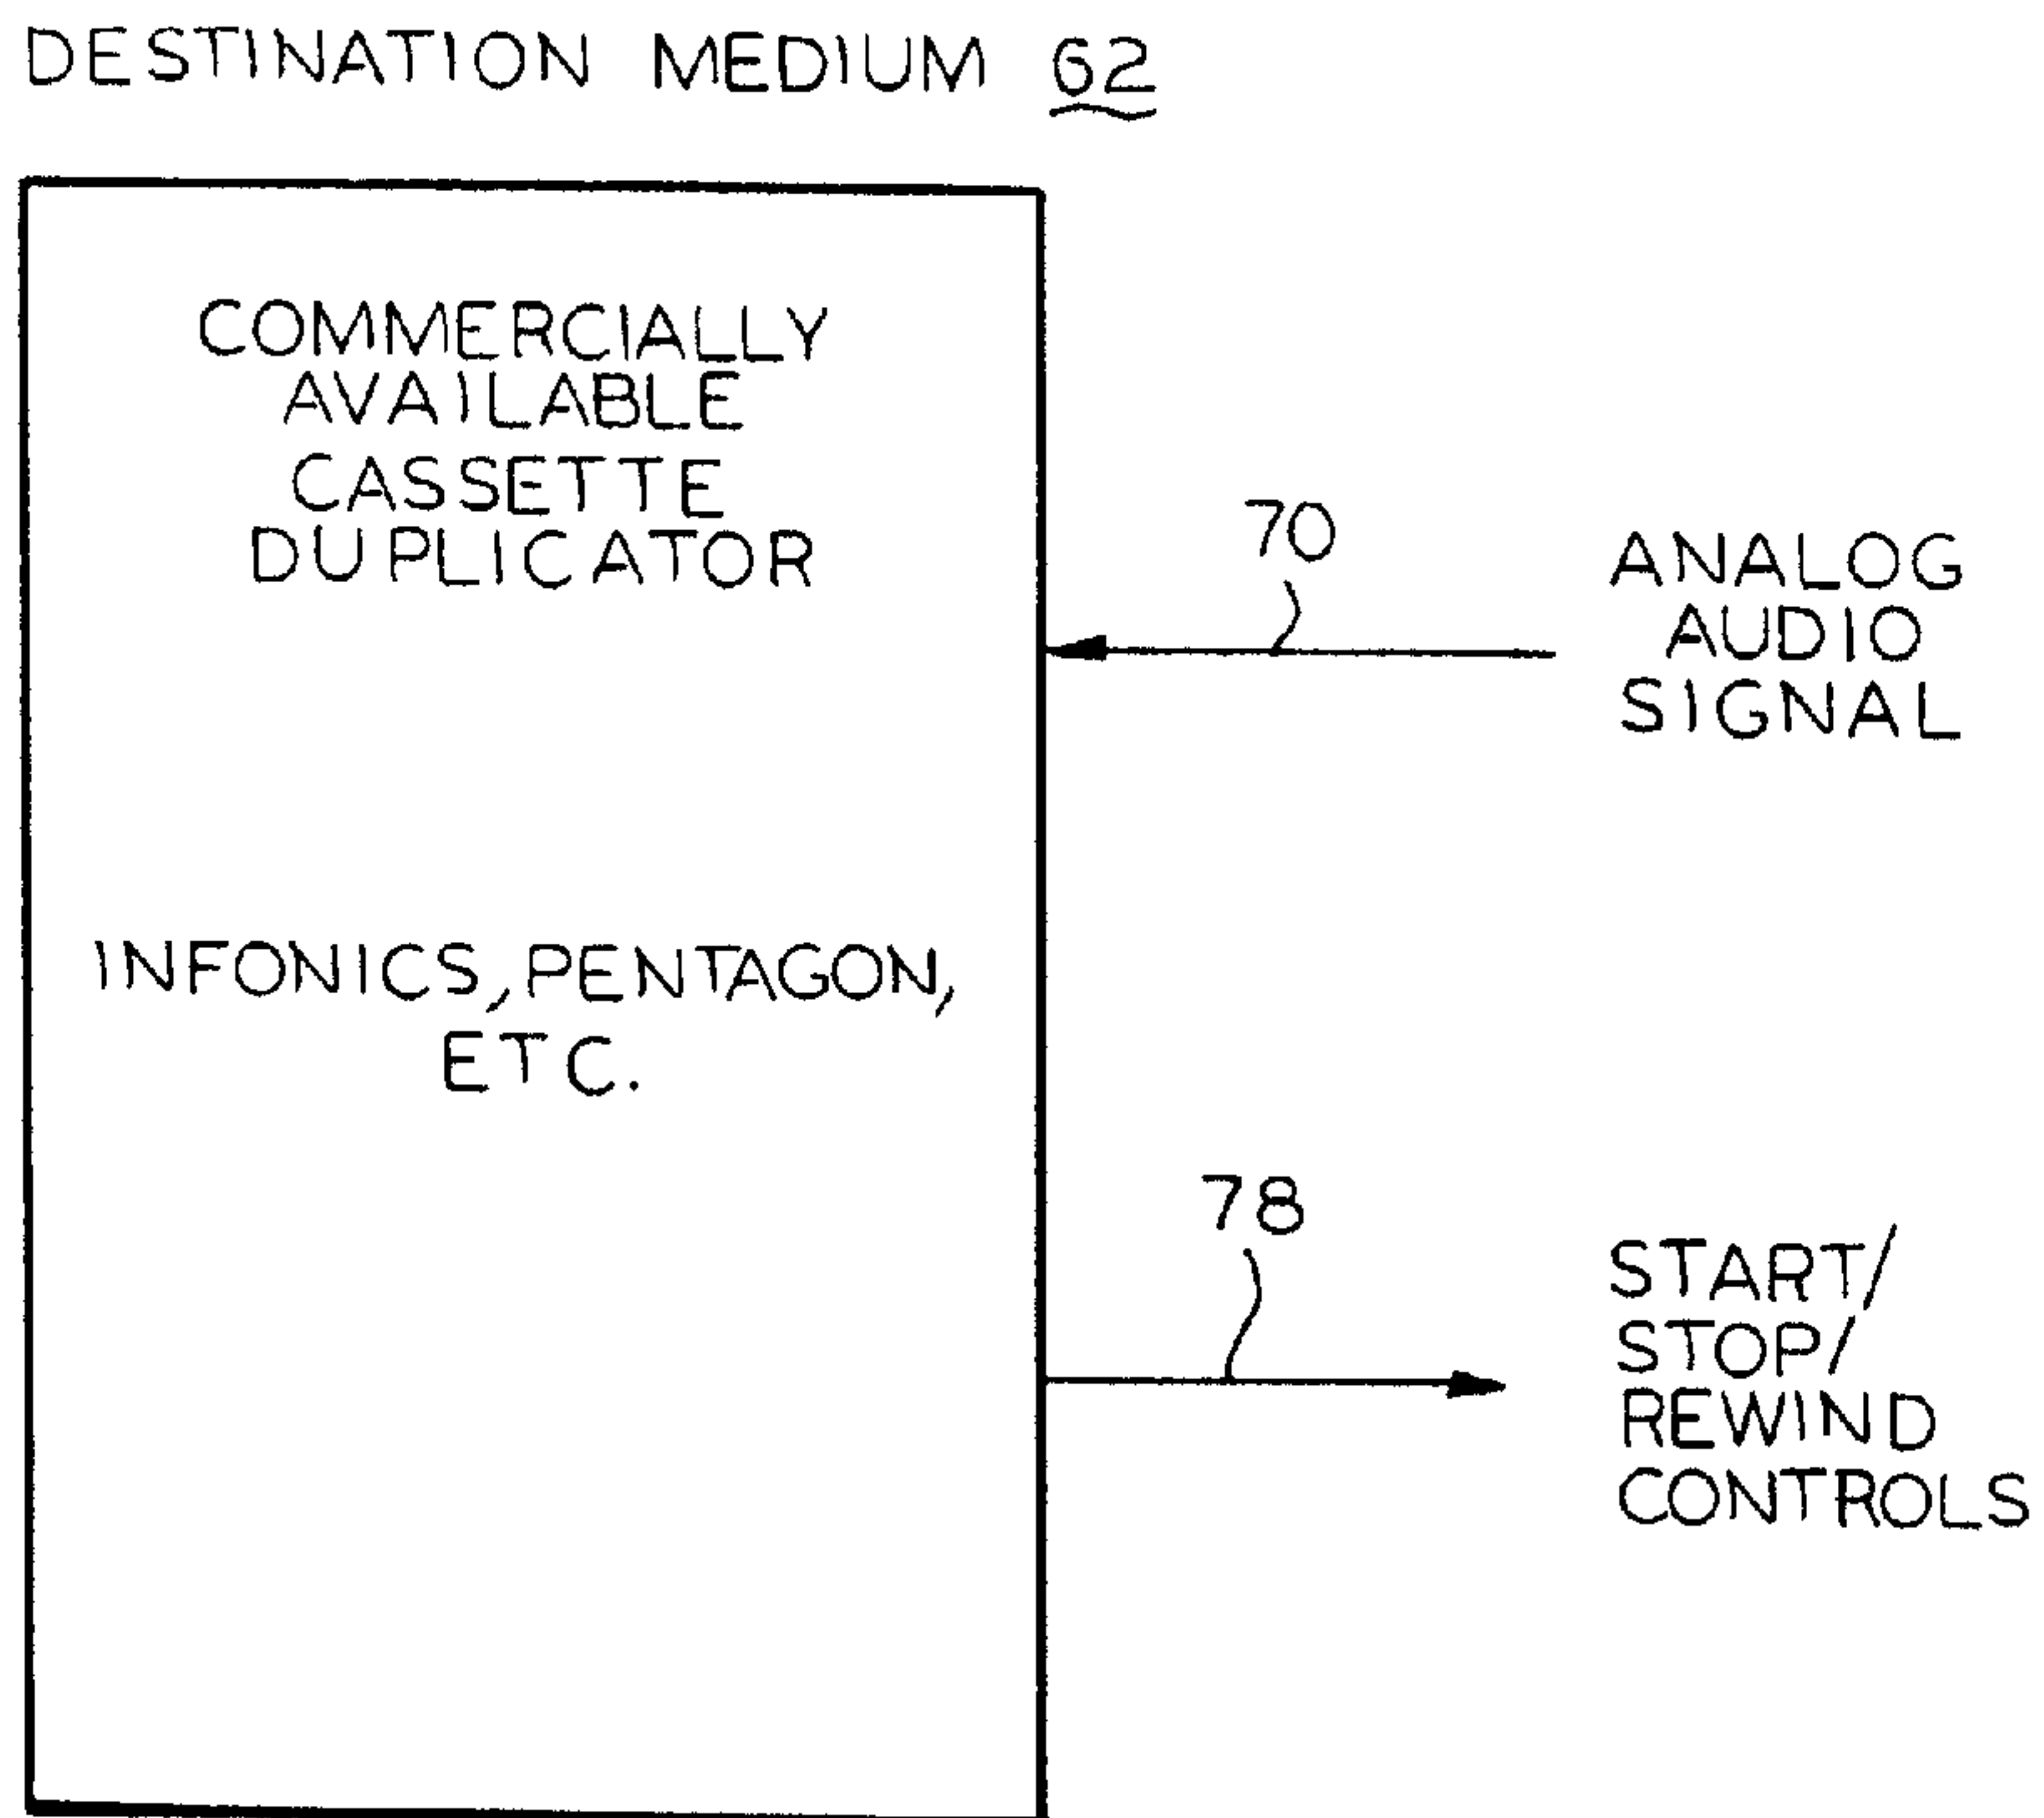 DESTINATION MEDIUM 62
COMMERCIALLY
AVAILABLE
CASSETTE
DUPLICATOR
INFONICS, PENTAGON,
ETC.
70
ANALOG
AUDIO
SIGNAL
78
START/
STOP/
REWIND
CONTROLS